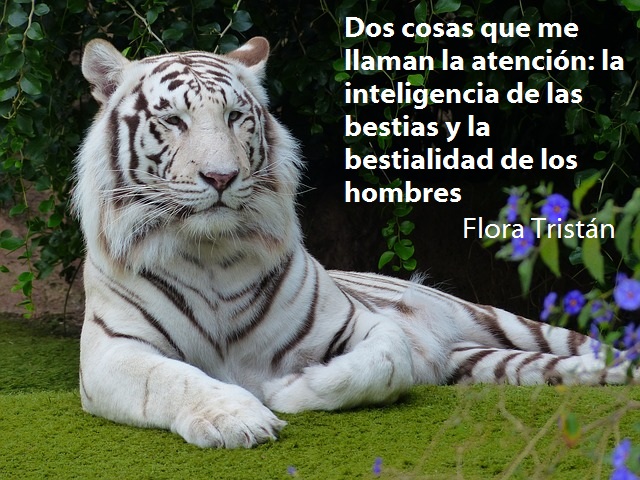 Dos cosas que me
llaman la atención: la
inteligencia de las
bestias y la
bestialidad de los
hombres
Flora Tristán